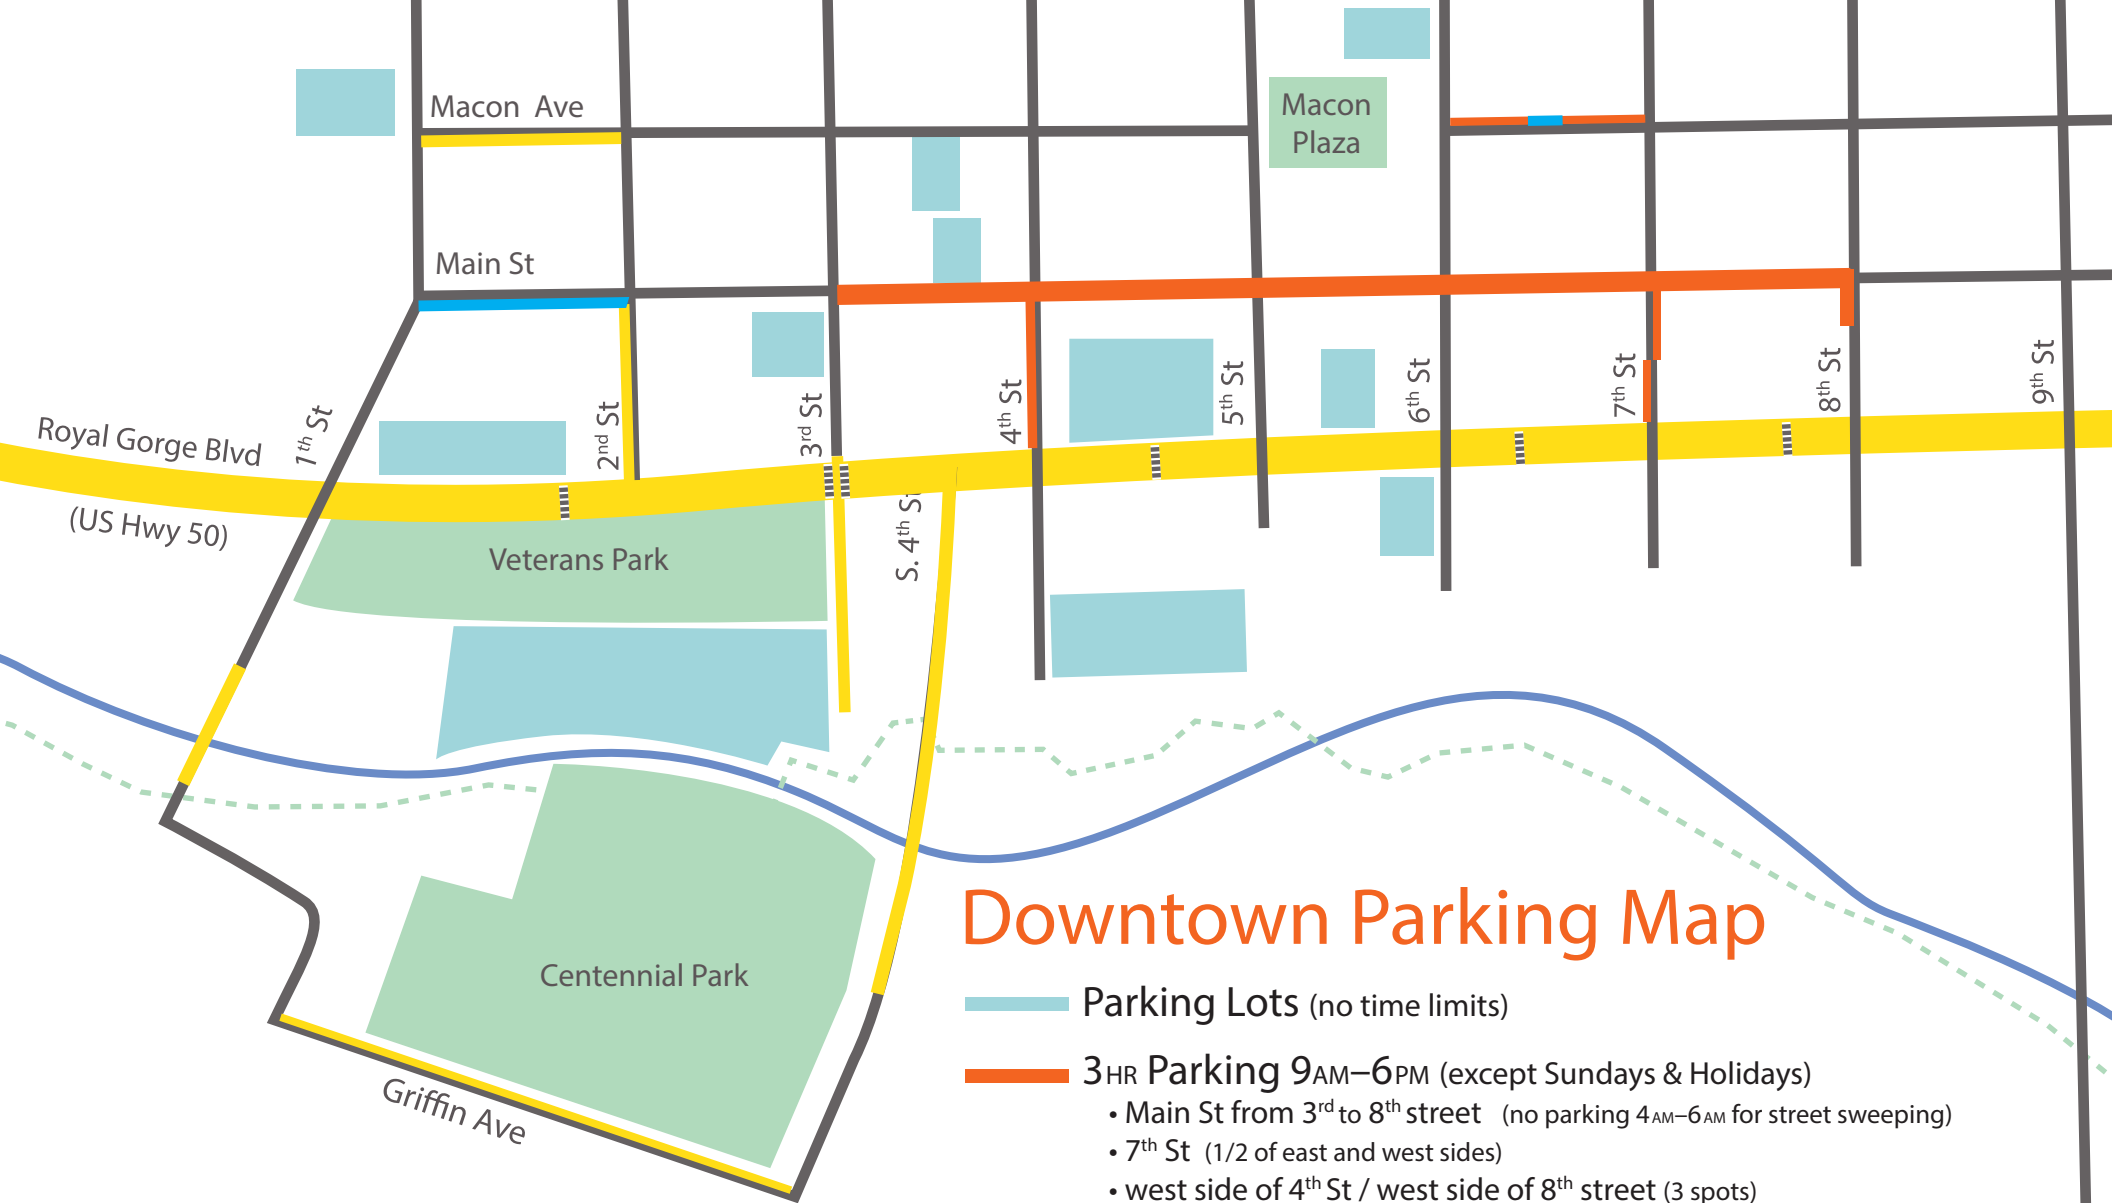 Macon Ave
Macon
Plaza
Main St
Royal Gorge Blvd
(US Hwy 50)
1th St
2nd St
3rd St
4th St
5th St
6th St
7th St
8th St
9th St
S. 4th St
Veterans Park
Centennial Park
Griffin Ave
Downtown Parking Map
Parking Lots (no time limits)
3HR Parking 9AM–6PM (except Sundays & Holidays)
• Main St from 3rd to 8th street (no parking 4AM–6AM for street sweeping)
• 7th St (1/2 of east and west sides)
• west side of 4th St / west side of 8th street (3 spots)